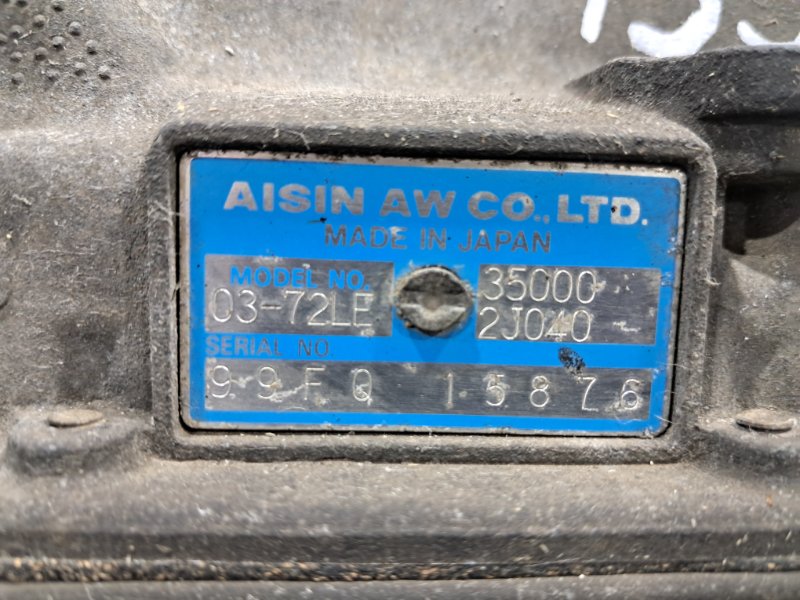 AISIN AW CO., LTD.
MADE IN JAPAN
MODEL NO.
03-72LE
35000
2J040
SERIAL NO.
99FQ 15876